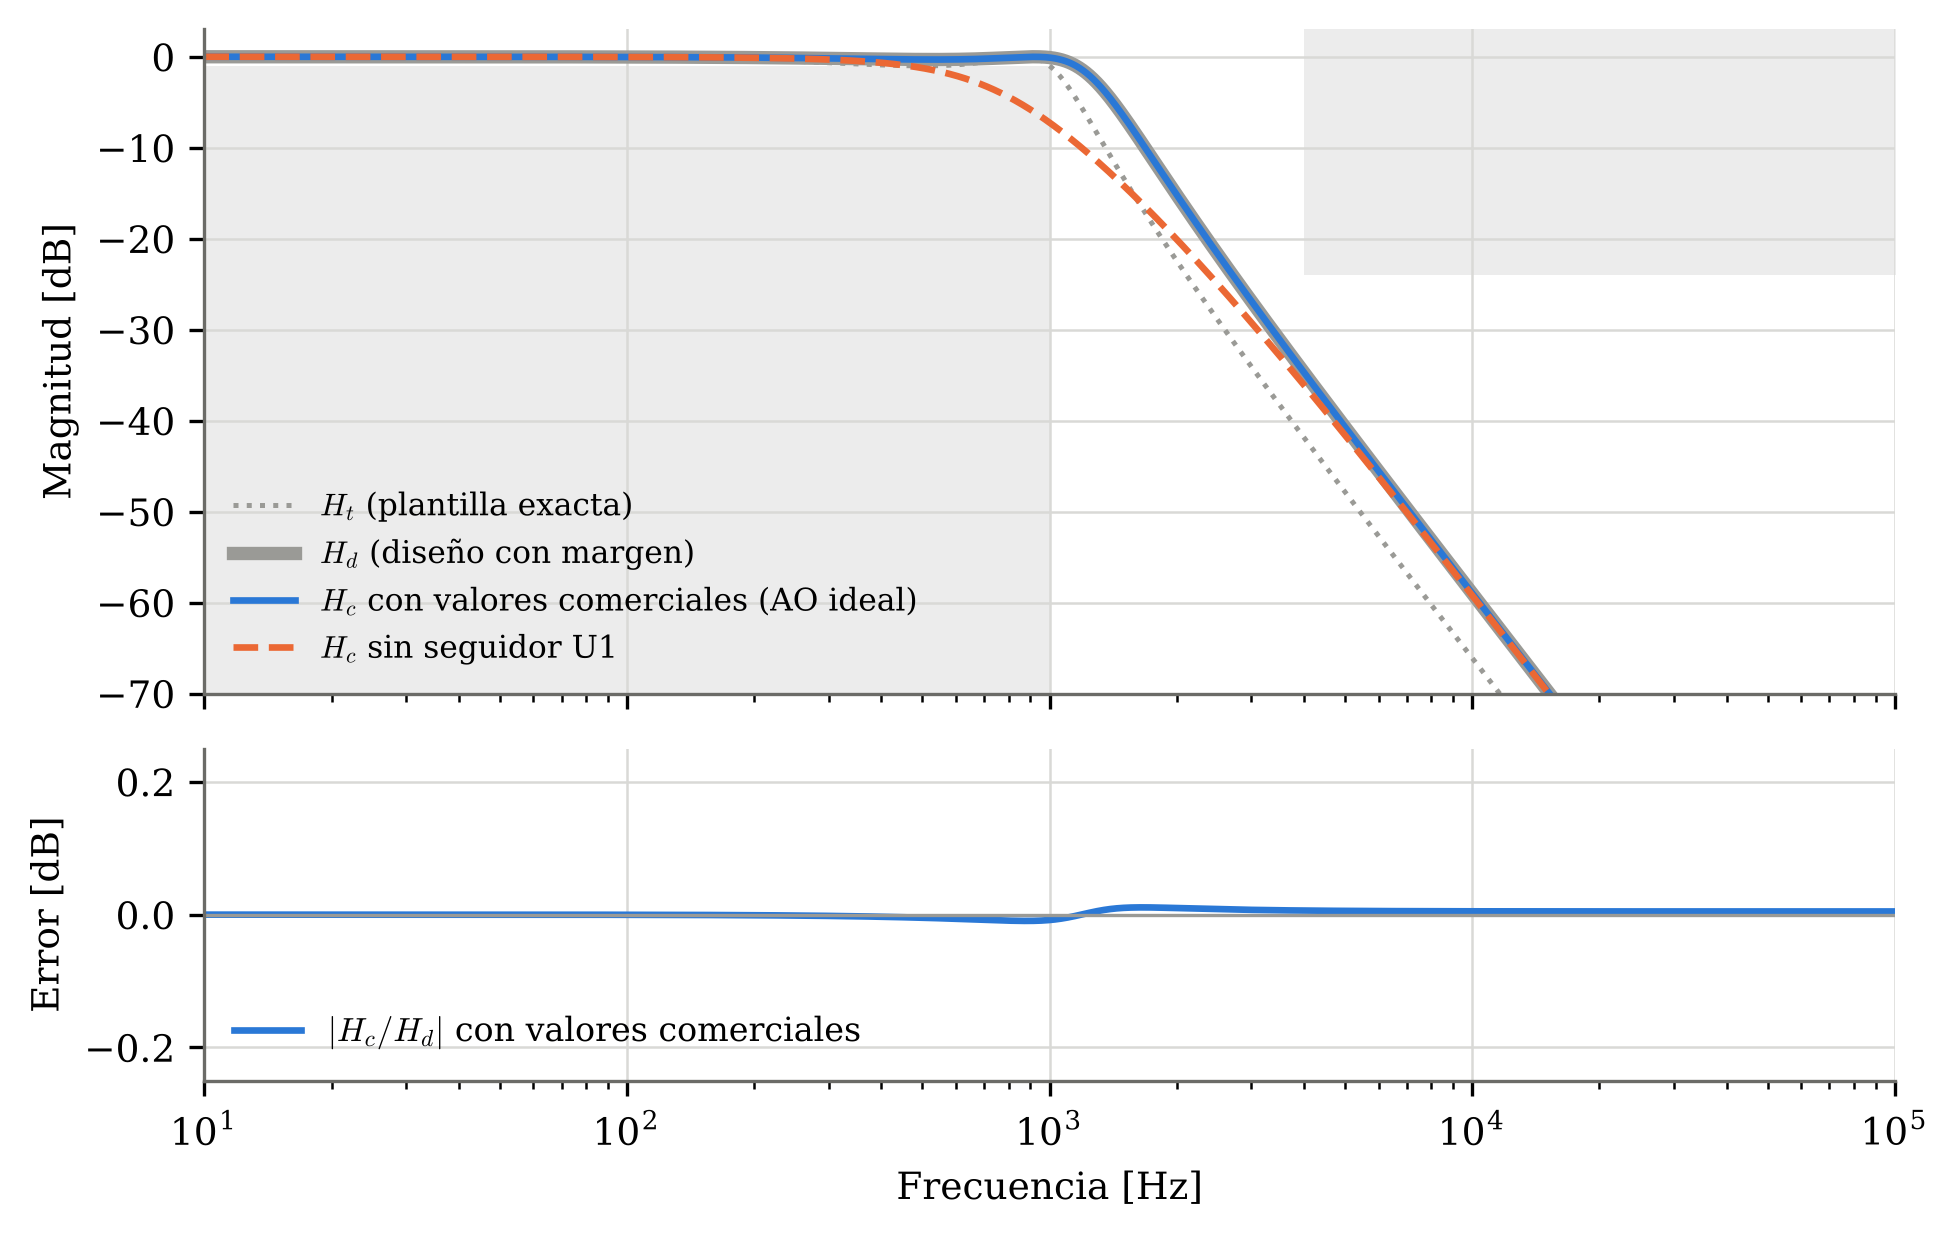 0
−10
−20
−30
−40
−50
−60
−70
Magnitud [dB]
H_t (plantilla exacta)
H_d (diseño con margen)
H_c con valores comerciales (AO ideal)
H_c sin seguidor U1
0.2
0.0
−0.2
Error [dB]
|H_c/H_d| con valores comerciales
10^1 10^2 10^3 10^4 10^5
Frecuencia [Hz]